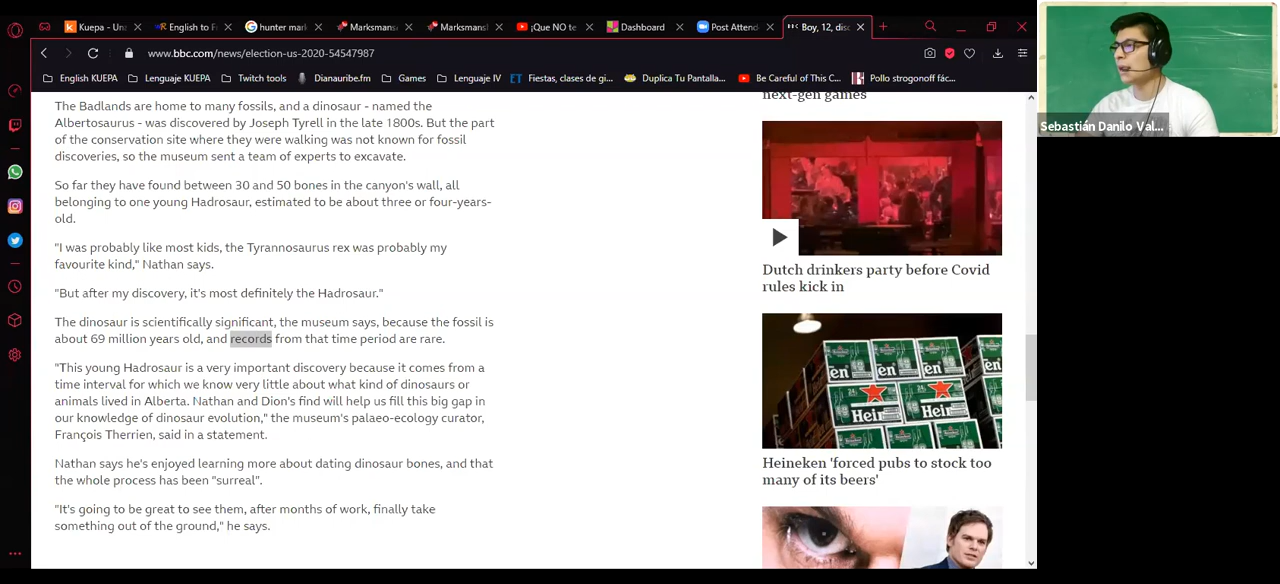 Kuepa - Una
English to F
hunter mark
Marksmans
Marksmans
¡Que NO te
Dashboard
Post Attend
Boy, 12, disc
www.bbc.com/news/election-us-2020-54547987
English KUEPA
Lenguaje KUEPA
Twitch tools
Dianauribe.fm
Games
Lenguaje IV
Fiestas, clases de gi...
Duplica Tu Pantalla...
Be Careful of This C...
Pollo strogonoff fác...
Sebastián Danilo Val...
The Badlands are home to many fossils, and a dinosaur - named the
Albertosaurus - was discovered by Joseph Tyrell in the late 1800s. But the part
of the conservation site where they were walking was not known for fossil
discoveries, so the museum sent a team of experts to excavate.
So far they have found between 30 and 50 bones in the canyon's wall, all
belonging to one young Hadrosaur, estimated to be about three or four-years-
old.
"I was probably like most kids, the Tyrannosaurus rex was probably my
favourite kind," Nathan says.
"But after my discovery, it's most definitely the Hadrosaur."
The dinosaur is scientifically significant, the museum says, because the fossil is
about 69 million years old, and records from that time period are rare.
"This young Hadrosaur is a very important discovery because it comes from a
time interval for which we know very little about what kind of dinosaurs or
animals lived in Alberta. Nathan and Dion's find will help us fill this big gap in
our knowledge of dinosaur evolution," the museum's palaeo-ecology curator,
François Therrien, said in a statement.
Nathan says he's enjoyed learning more about dating dinosaur bones, and that
the whole process has been "surreal".
"It's going to be great to see them, after months of work, finally take
something out of the ground," he says.
next-gen games
Dutch drinkers party before Covid
rules kick in
Heineken 'forced pubs to stock too
many of its beers'